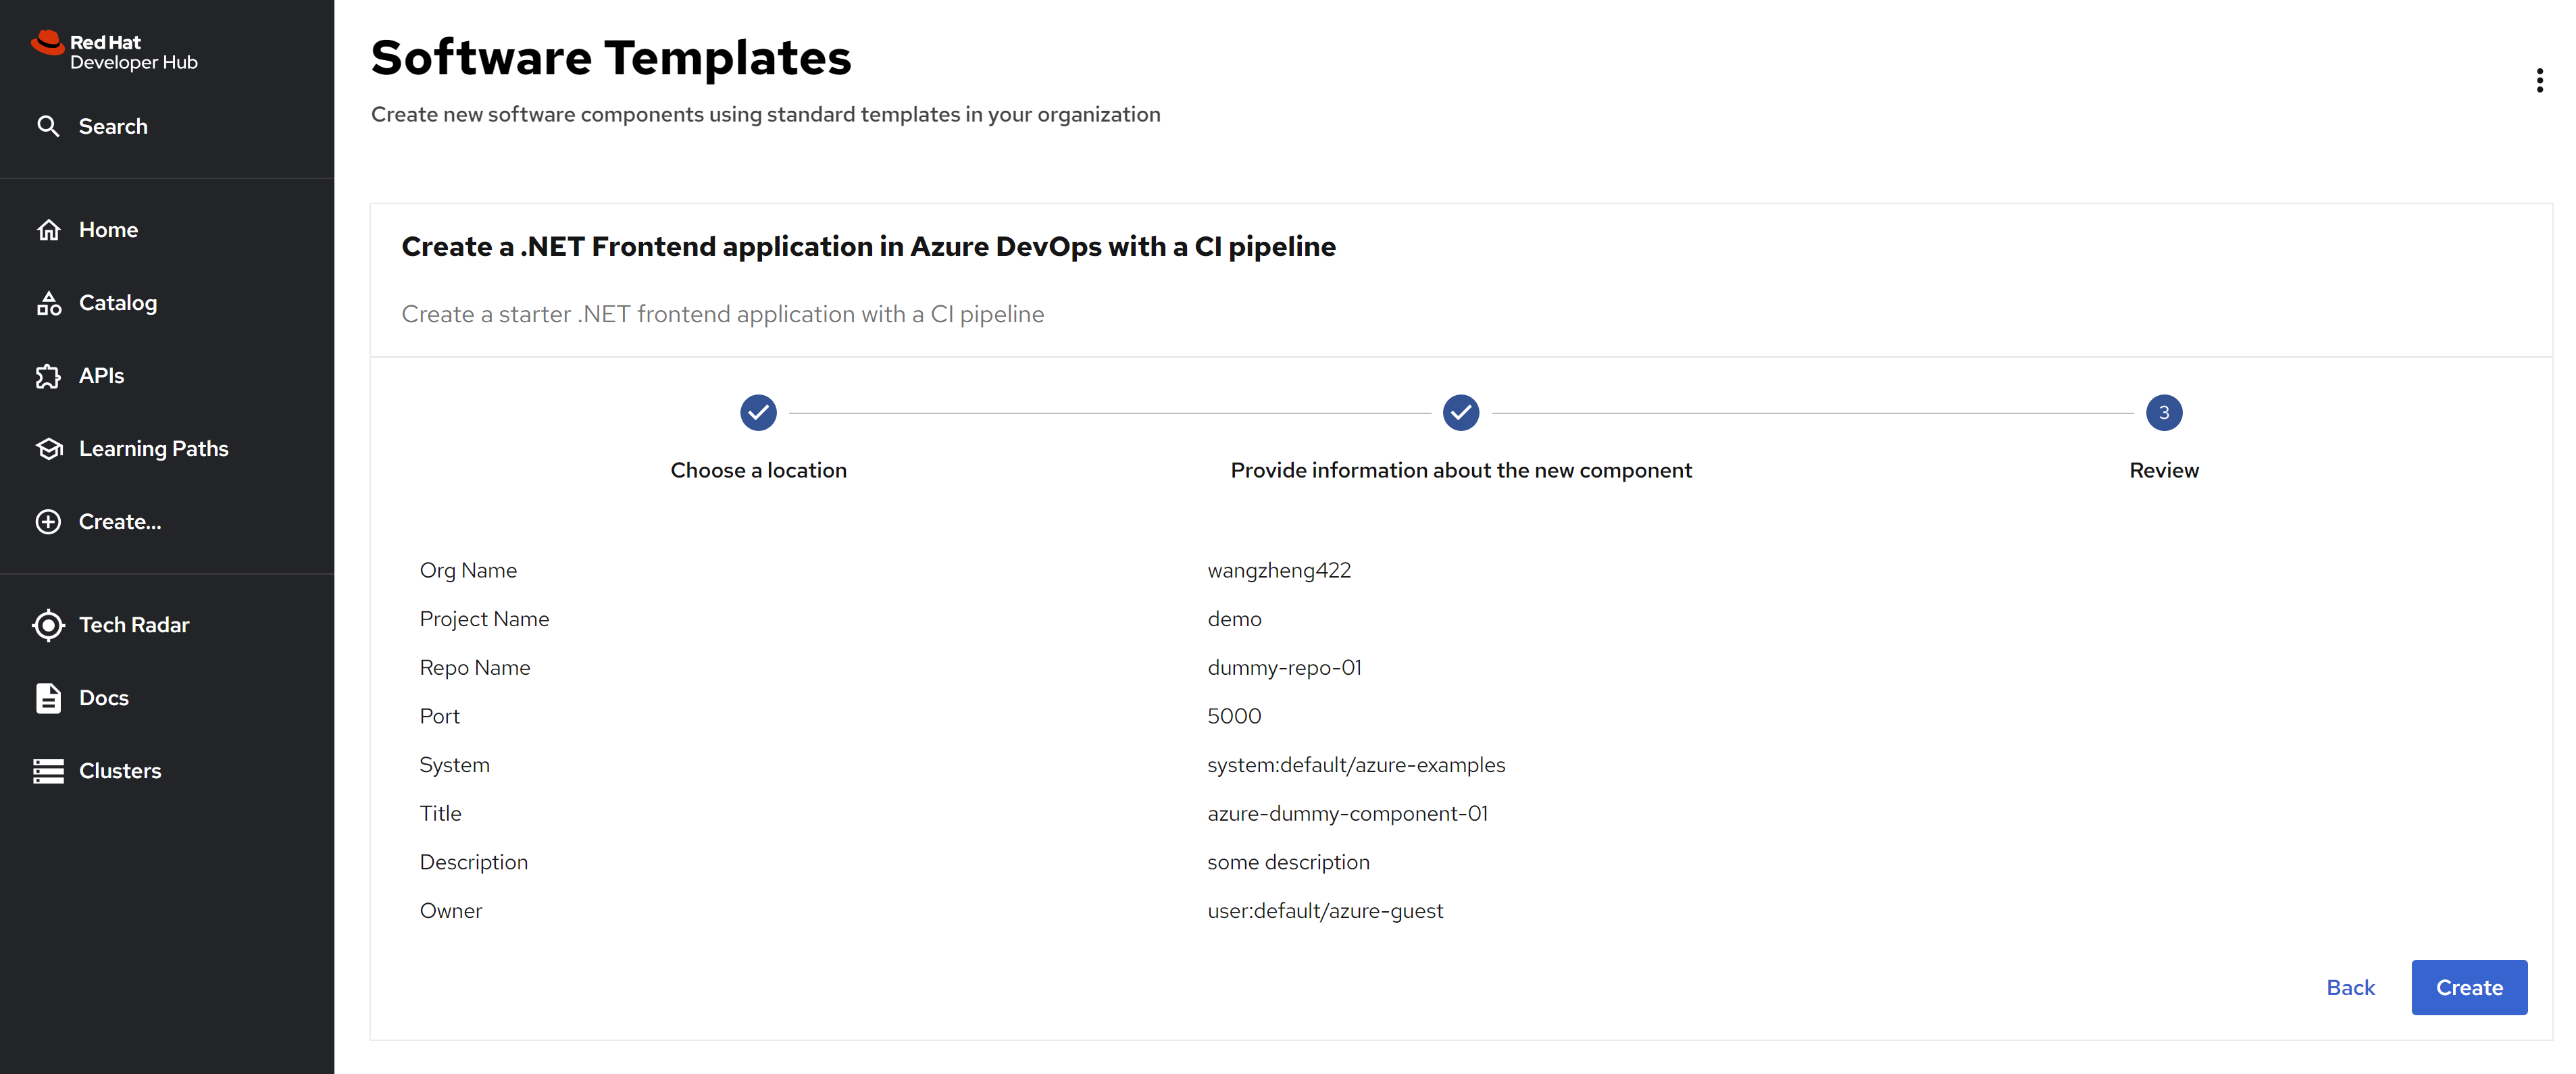 Red Hat
Developer Hub
Search
Home
Catalog
APIs
Learning Paths
Create...
Tech Radar
Docs
Clusters
Software Templates
Create new software components using standard templates in your organization
Create a .NET Frontend application in Azure DevOps with a CI pipeline
Create a starter .NET frontend application with a CI pipeline
3
Choose a location
Provide information about the new component
Review
Org Name wangzheng422
Project Name demo
Repo Name dummy-repo-01
Port 5000
System system:default/azure-examples
Title azure-dummy-component-01
Description some description
Owner user:default/azure-guest
Back Create